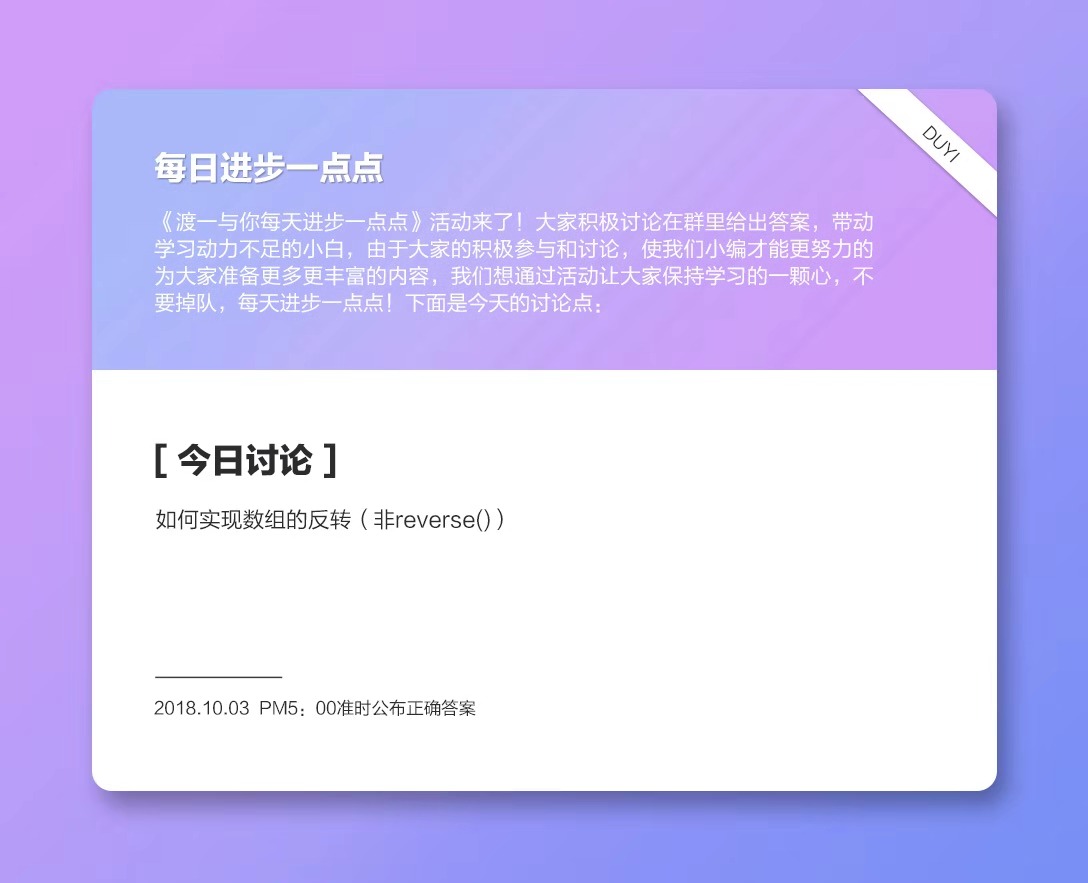 DUYI
每日进步一点点
《渡一与你每天进步一点点》活动来了！大家积极讨论在群里给出答案，带动
学习动力不足的小白，由于大家的积极参与和讨论，使我们小编才能更努力的
为大家准备更多更丰富的内容，我们想通过活动让大家保持学习的一颗心，不
要掉队，每天进步一点点！下面是今天的讨论点：
[ 今日讨论 ]
如何实现数组的反转（非reverse()）
2018.10.03 PM5：00准时公布正确答案